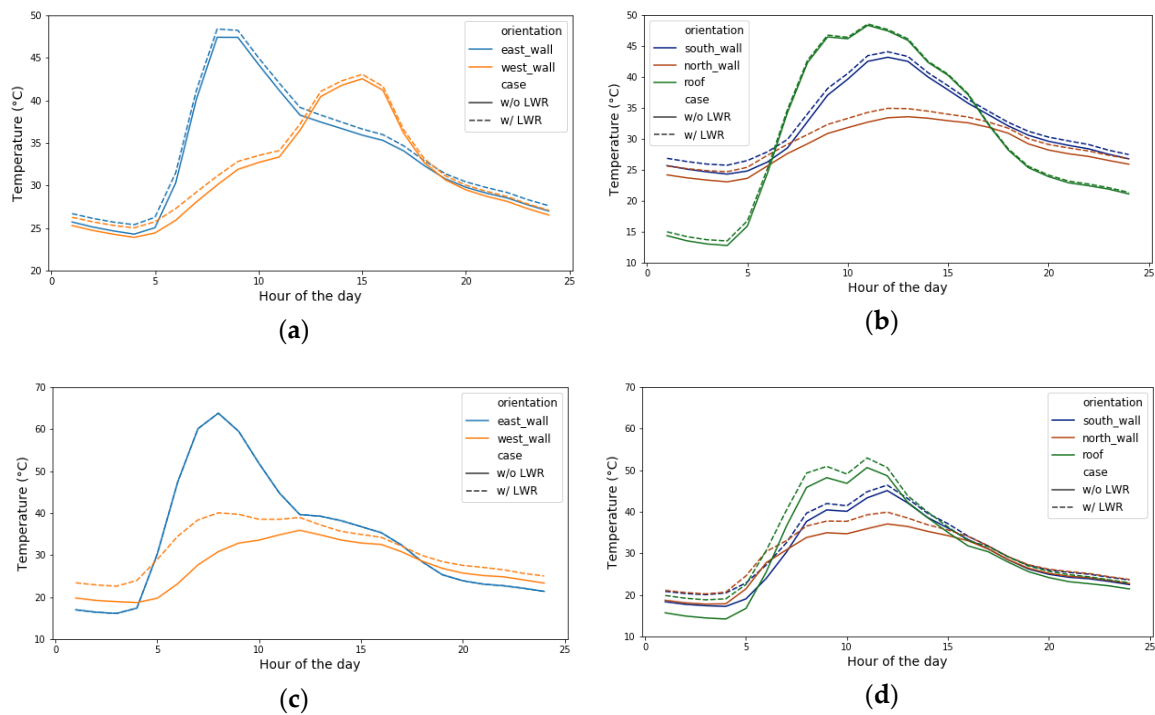 50
45
40
35
30
25
20
Temperature (°C)
orientation
east_wall
west_wall
case
w/o LWR
w/ LWR
0 5 10 15 20 25
Hour of the day
(a)
50
45
40
35
30
25
20
15
10
Temperature (°C)
orientation
south_wall
north_wall
roof
case
w/o LWR
w/ LWR
0 5 10 15 20 25
Hour of the day
(b)
70
60
50
40
30
20
10
Temperature (°C)
orientation
east_wall
west_wall
case
w/o LWR
w/ LWR
0 5 10 15 20 25
Hour of the day
(c)
70
60
50
40
30
20
10
Temperature (°C)
orientation
south_wall
north_wall
roof
case
w/o LWR
w/ LWR
0 5 10 15 20 25
Hour of the day
(d)